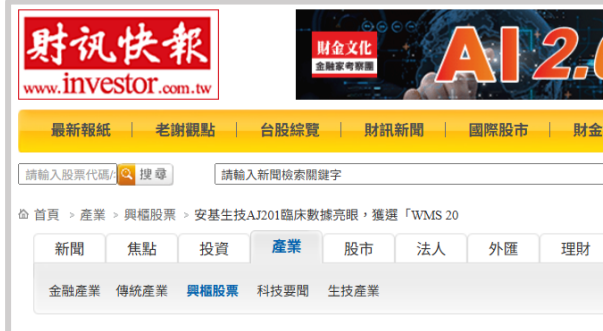 財訊快報
www.investor.com.tw
財金文化
金融家考察團
AI 2.
最新報紙 | 老謝觀點 | 台股綜覽 | 財訊新聞 | 國際股市 | 財金
請輸入股票代碼/ 搜尋 請輸入新聞檢索關鍵字
首頁 > 產業 > 興櫃股票 > 安基生技AJ201臨床數據亮眼，獲選「WMS 20
新聞 焦點 投資 產業 股市 法人 外匯 理財
金融產業 傳統產業 興櫃股票 科技要聞 生技產業